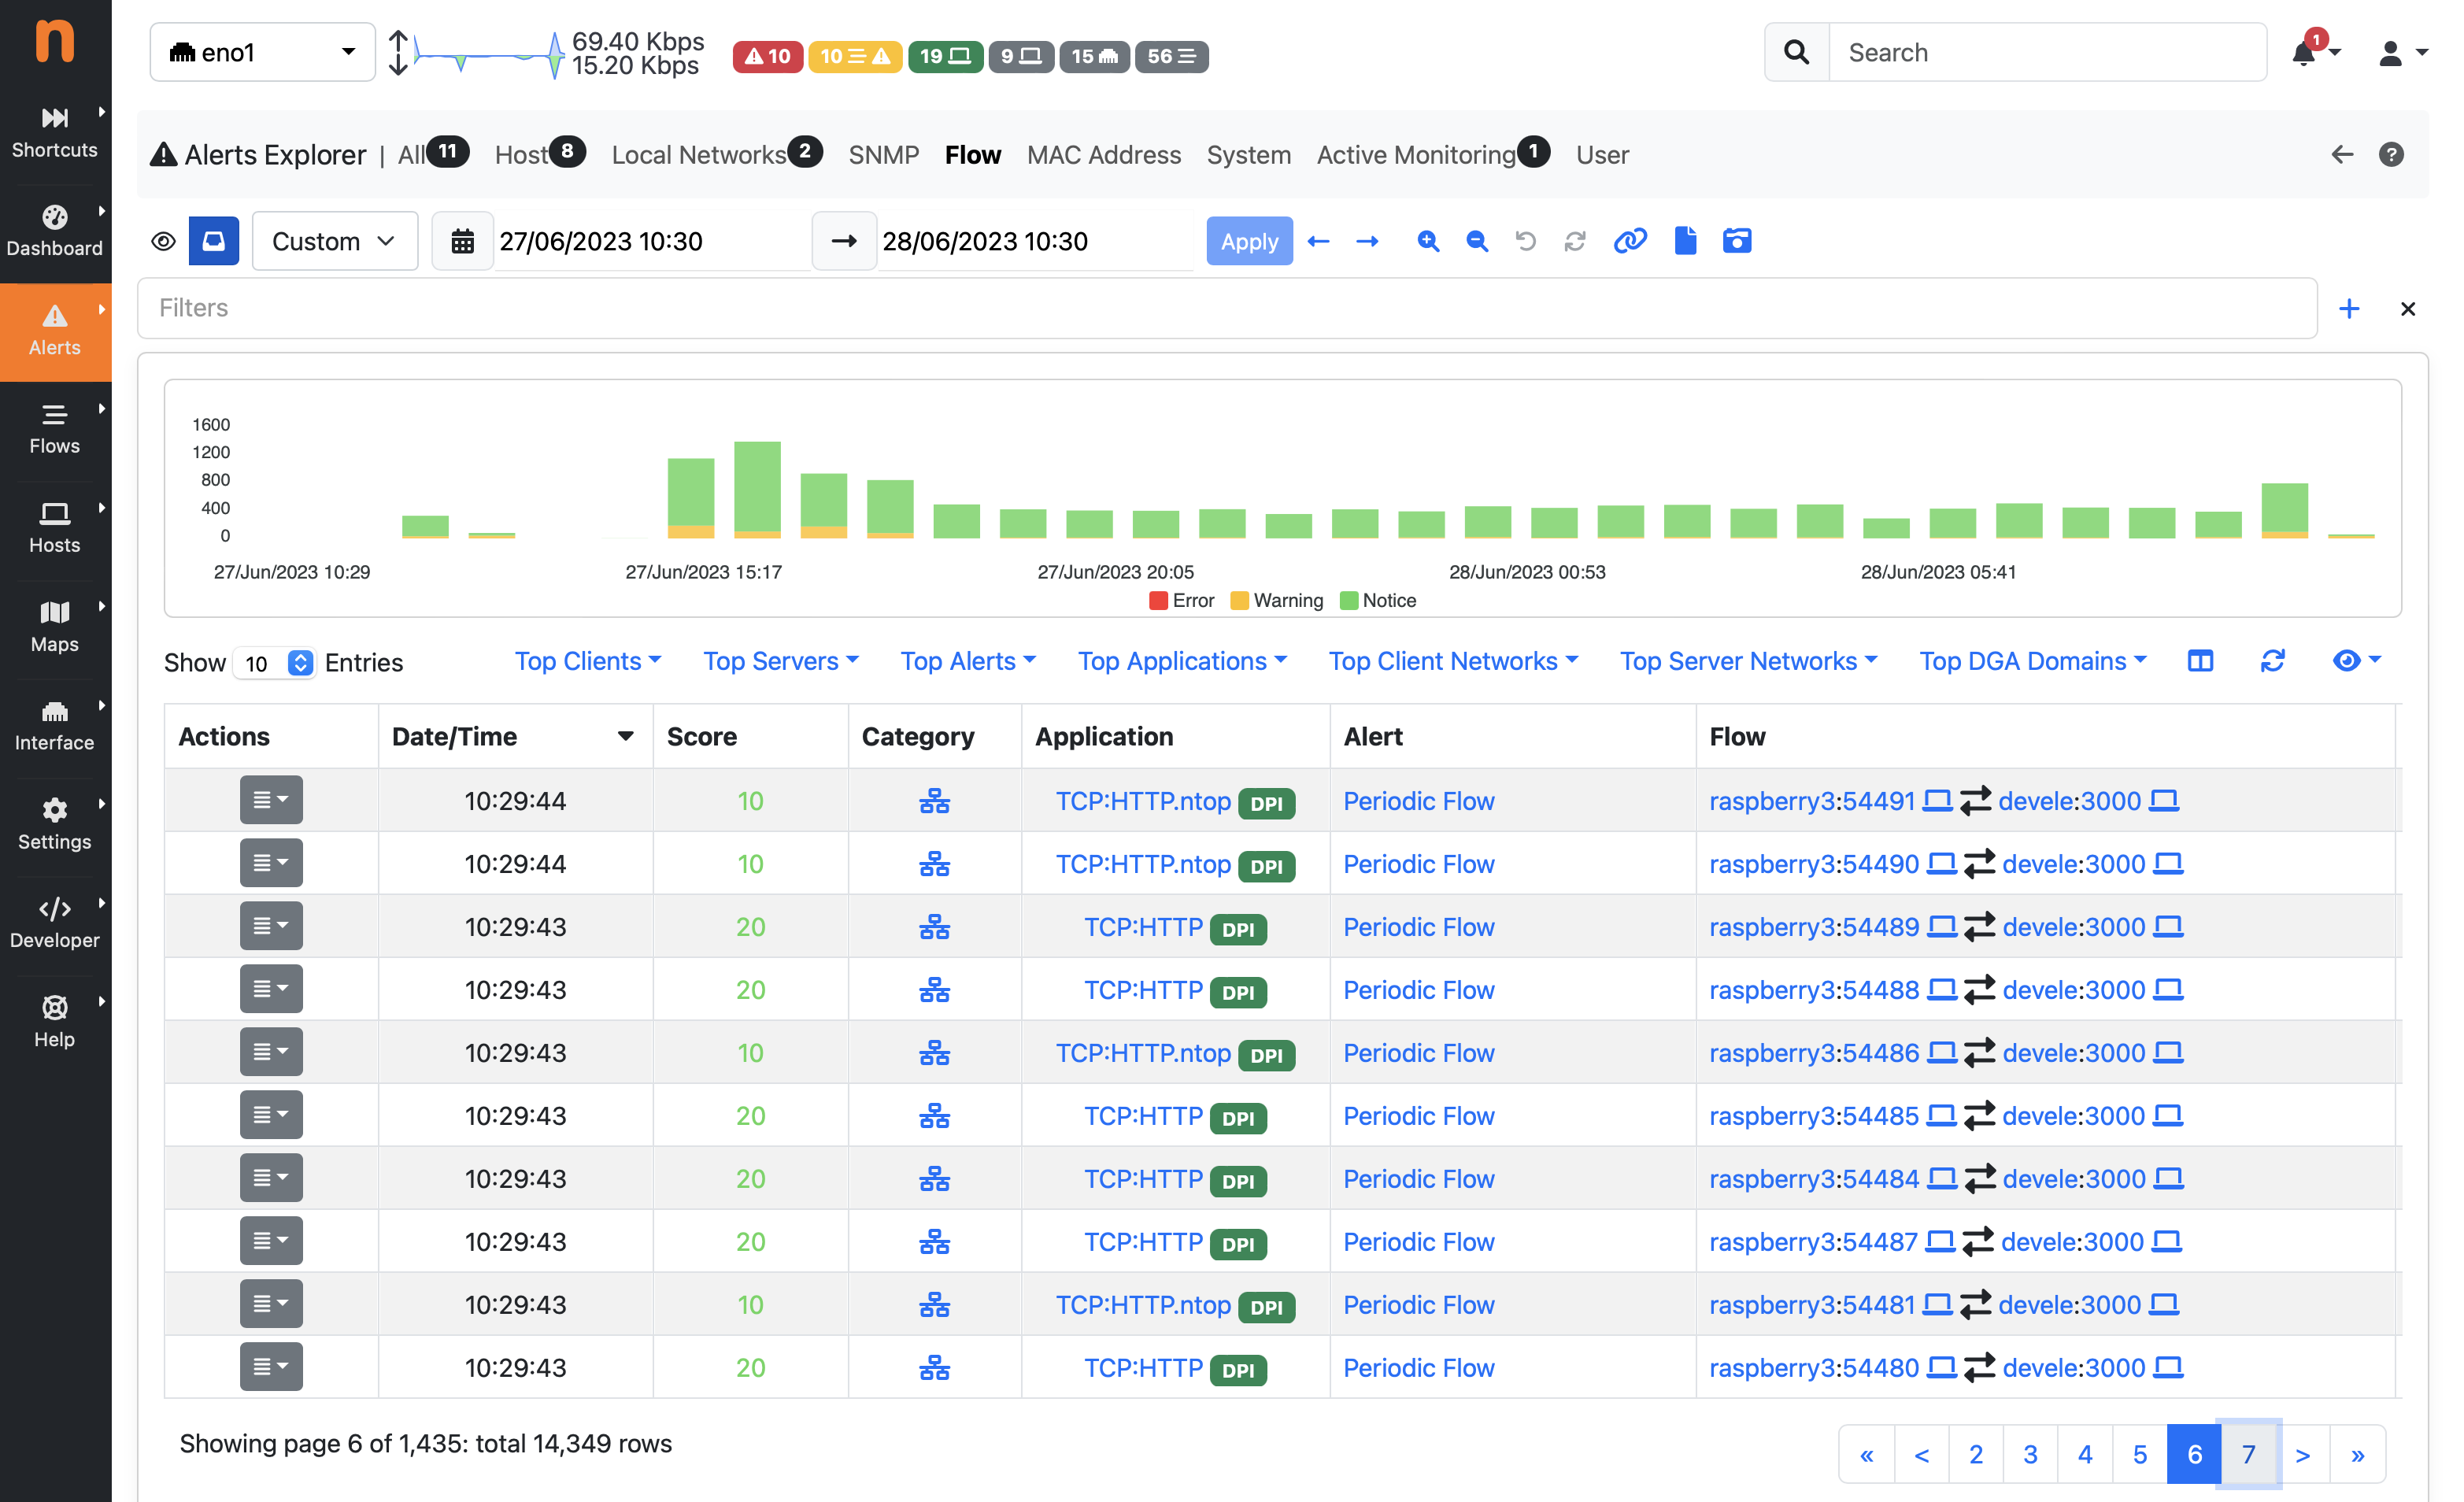 n
eno1
69.40 Kbps
15.20 Kbps
10
10
19
9
15
56
Search
1
Shortcuts
Dashboard
Alerts
Flows
Hosts
Maps
Interface
Settings
Developer
Help
Alerts Explorer | All 11 Host 8 Local Networks 2 SNMP Flow MAC Address System Active Monitoring 1 User
?
Custom 27/06/2023 10:30 → 28/06/2023 10:30 Apply
Filters
1600
1200
800
400
0
27/Jun/2023 10:29 27/Jun/2023 15:17 27/Jun/2023 20:05 28/Jun/2023 00:53 28/Jun/2023 05:41
Error Warning Notice
Show 10 Entries Top Clients Top Servers Top Alerts Top Applications Top Client Networks Top Server Networks Top DGA Domains
Actions Date/Time Score Category Application Alert Flow
10:29:44 10 TCP:HTTP.ntop DPI Periodic Flow raspberry3:54491 develе:3000
10:29:44 10 TCP:HTTP.ntop DPI Periodic Flow raspberry3:54490 devele:3000
10:29:43 20 TCP:HTTP DPI Periodic Flow raspberry3:54489 devele:3000
10:29:43 20 TCP:HTTP DPI Periodic Flow raspberry3:54488 devele:3000
10:29:43 10 TCP:HTTP.ntop DPI Periodic Flow raspberry3:54486 devele:3000
10:29:43 20 TCP:HTTP DPI Periodic Flow raspberry3:54485 devele:3000
10:29:43 20 TCP:HTTP DPI Periodic Flow raspberry3:54484 devele:3000
10:29:43 20 TCP:HTTP DPI Periodic Flow raspberry3:54487 devele:3000
10:29:43 10 TCP:HTTP.ntop DPI Periodic Flow raspberry3:54481 devele:3000
10:29:43 20 TCP:HTTP DPI Periodic Flow raspberry3:54480 devele:3000
Showing page 6 of 1,435: total 14,349 rows
« < 2 3 4 5 6 7 > »